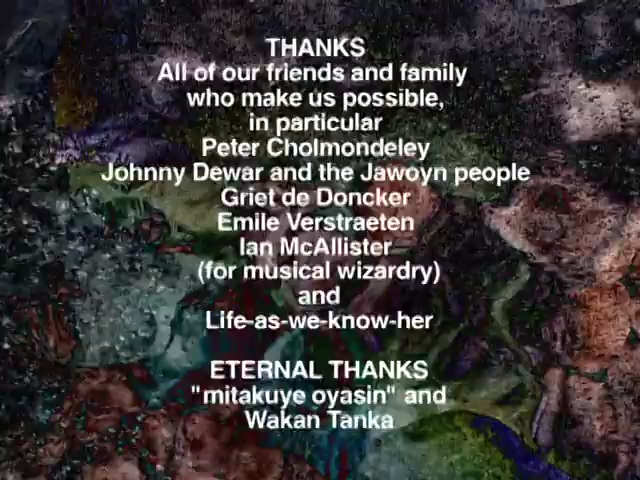 THANKS
All of our friends and family
who make us possible,
in particular
Peter Cholmondeley
Johnny Dewar and the Jawoyn people
Griet de Doncker
Emile Verstraeten
Ian McAllister
(for musical wizardry)
and
Life-as-we-know-her
ETERNAL THANKS
"mitakuye oyasin" and
Wakan Tanka